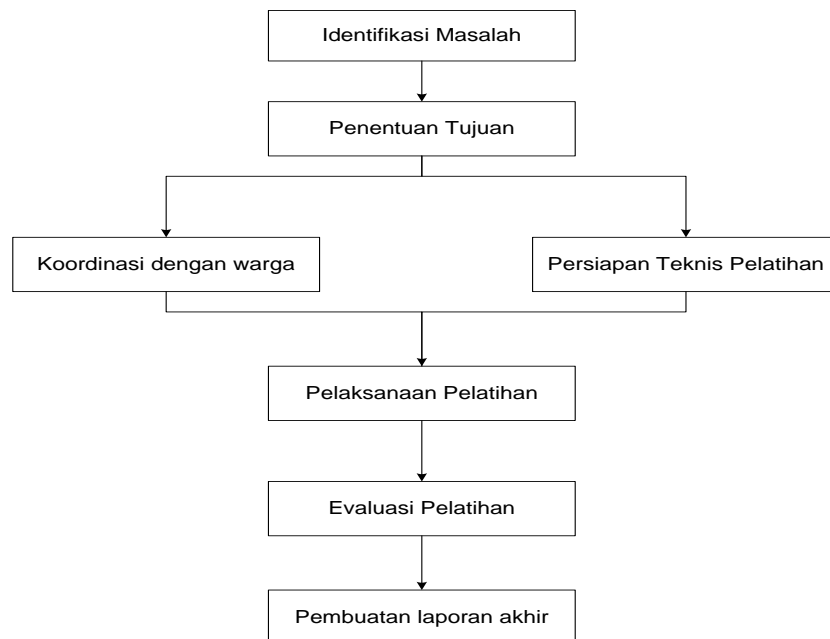 Identifikasi Masalah
Penentuan Tujuan
Koordinasi dengan warga
Persiapan Teknis Pelatihan
Pelaksanaan Pelatihan
Evaluasi Pelatihan
Pembuatan laporan akhir